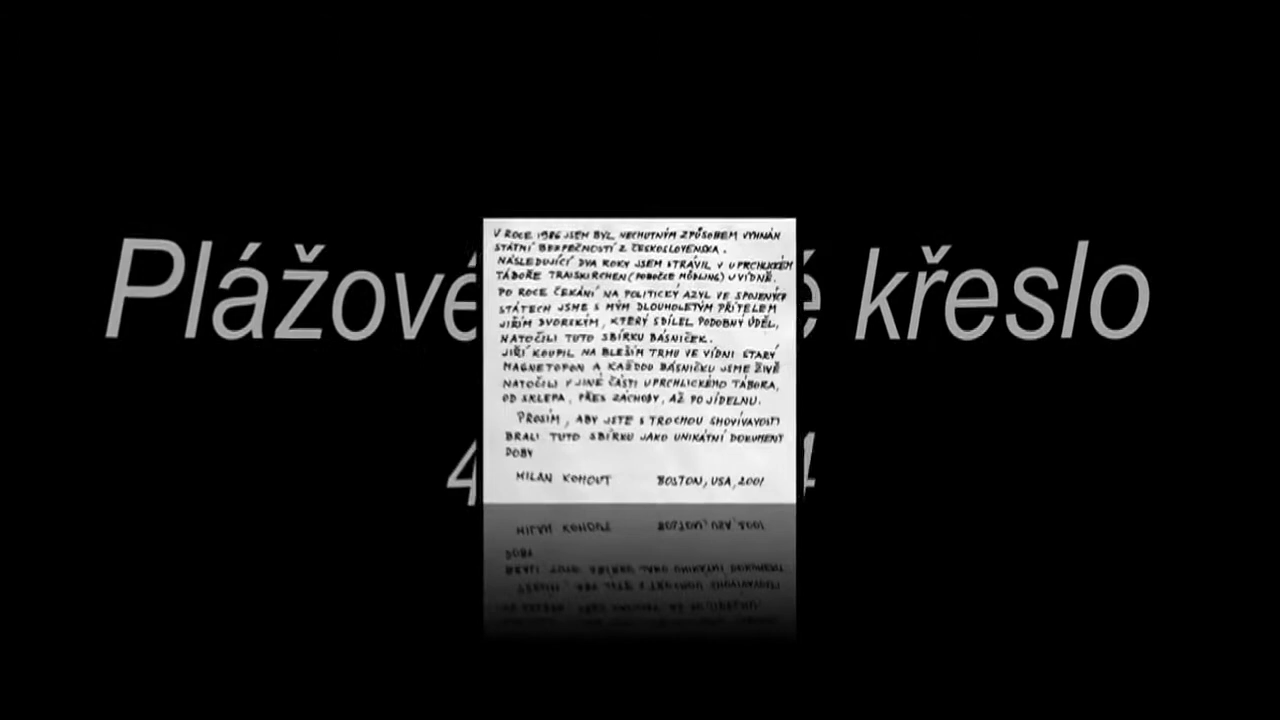 Plážové křeslo
V ROCE 1986 JSEM BYL NECHUTNÝM ZPŮSOBEM VYHNÁN
STÁTNÍ BEZPEČNOSTÍ Z ČESKOSLOVENSKA.
NÁSLEDUJÍCÍ DVA ROKY JSEM STRÁVIL V UPRCHLICKÉM
TÁBOŘE TRAISKIRCHEN (POBOČCE MÖDLING) U VÍDNĚ.
PO ROCE ČEKÁNÍ NA POLITICKÝ AZYL VE SPOJENÝCH
STÁTECH JSME S MÝM DLOUHOLETÝM PŘÍTELEM
JIŘÍM DVORSKÝM, KTERÝ SDÍLEL PODOBNÝ ÚDĚL,
NATOČILI TUTO SBÍRKU BÁSNIČEK.
JIŘÍ KOUPIL NA BLEŠÍM TRHU VE VÍDNI STARÝ
MAGNETOFON A KAŽDOU BÁSNIČKU JSME ŽIVĚ
NATOČILI V JINÉ ČÁSTI UPRCHLICKÉHO TÁBORA,
OD SKLEPA, PŘES ZÁCHODY, AŽ PO JÍDELNU.
PROSÍM, ABY JSTE S TROCHOU SHOVÍVAVOSTI
BRALI TUTO SBÍRKU JAKO UNIKÁTNÍ DOKUMENT
DOBY
MILAN KOHOUT BOSTON, USA, 2001
4 4